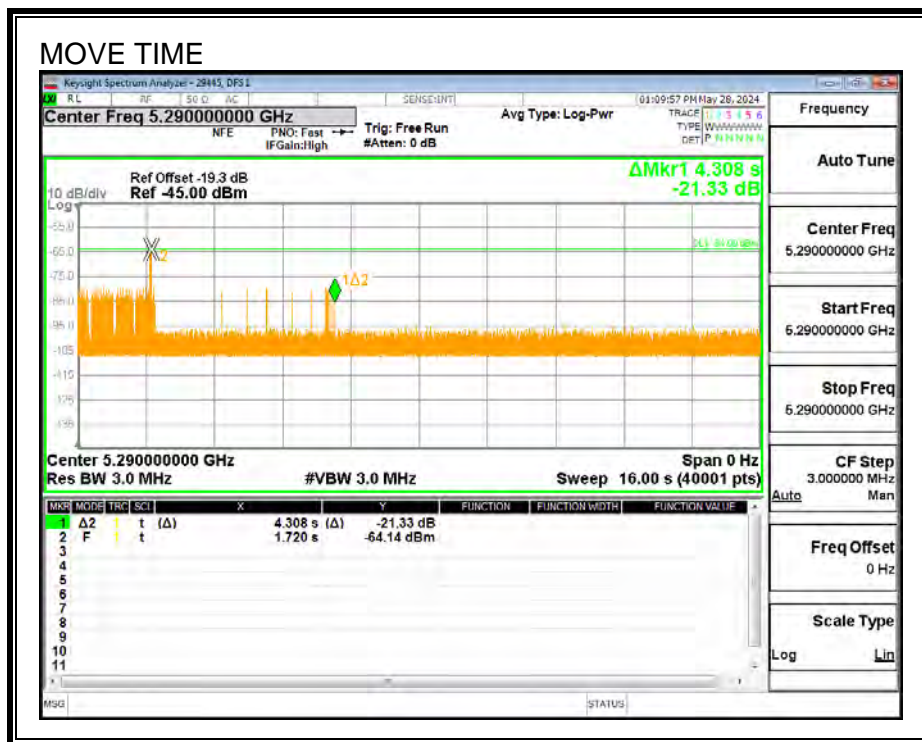 MOVE TIME
Keysight Spectrum Analyzer - 29445, DFS 1
RL RF 50 Ω AC SENSE:INT 01:09:57 PM May 28, 2024
Center Freq 5.290000000 GHz
NFE PNO: Fast Trig: Free Run Avg Type: Log-Pwr TRACE 1 2 3 4 5 6
IFGain:High #Atten: 0 dB TYPE
DET P N N N N N
ΔMkr1 4.308 s
-21.33 dB
Ref Offset -19.3 dB
10 dB/div Ref -45.00 dBm
Log
-55.0
-65.0
-75.0
-95.0
-105
-115
2
1Δ2
Center 5.290000000 GHz Span 0 Hz
Res BW 3.0 MHz #VBW 3.0 MHz Sweep 16.00 s (40001 pts)
MKR MODE TRC SCL X Y FUNCTION FUNCTION WIDTH FUNCTION VALUE
1 Δ2 1 t (Δ) 4.308 s (Δ) -21.33 dB
2 F 1 t 1.720 s -64.14 dBm
3
4
5
6
7
8
9
10
11
MSG STATUS
Frequency
Auto Tune
Center Freq
5.290000000 GHz
Start Freq
5.290000000 GHz
Stop Freq
5.290000000 GHz
CF Step
3.000000 MHz
Auto Man
Freq Offset
0 Hz
Scale Type
Log Lin